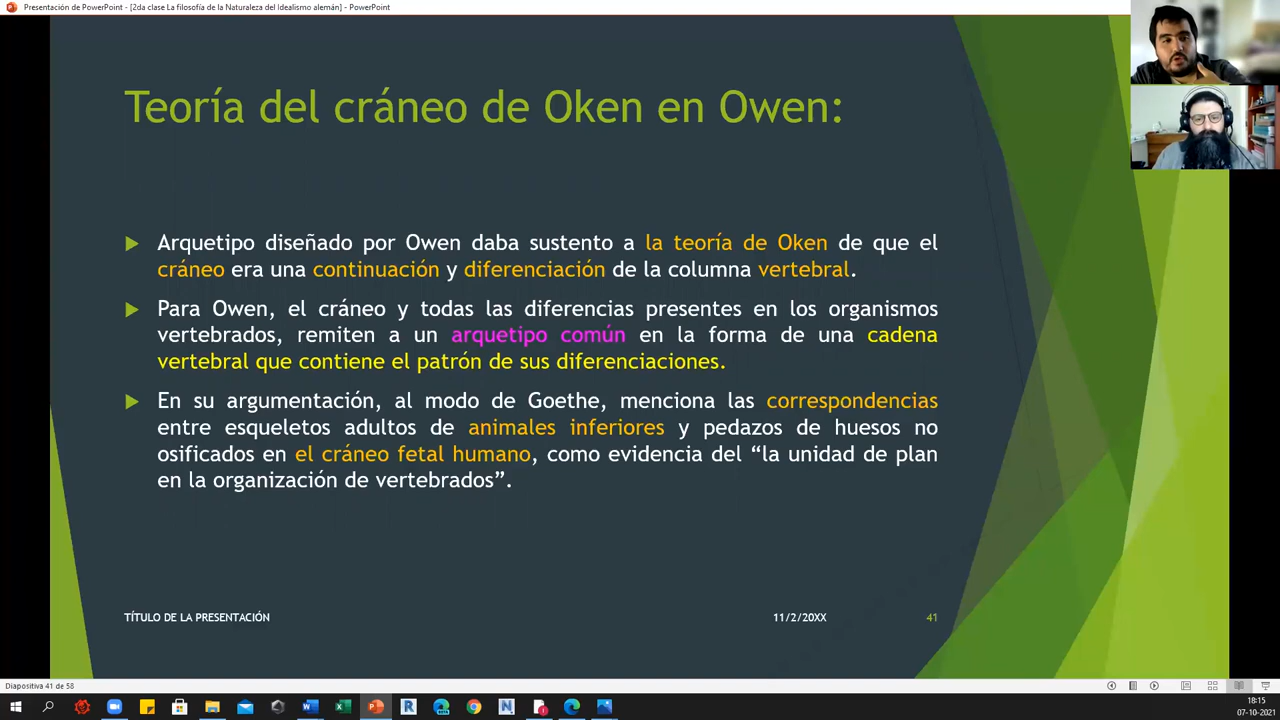 Presentación de PowerPoint - [2da clase La filosofía de la Naturaleza del Idealismo alemán] - PowerPoint
Teoría del cráneo de Oken en Owen:
Arquetipo diseñado por Owen daba sustento a la teoría de Oken de que el
cráneo era una continuación y diferenciación de la columna vertebral.
Para Owen, el cráneo y todas las diferencias presentes en los organismos
vertebrados, remiten a un arquetipo común en la forma de una cadena
vertebral que contiene el patrón de sus diferenciaciones.
En su argumentación, al modo de Goethe, menciona las correspondencias
entre esqueletos adultos de animales inferiores y pedazos de huesos no
osificados en el cráneo fetal humano, como evidencia del “la unidad de plan
en la organización de vertebrados”.
TÍTULO DE LA PRESENTACIÓN
11/2/20XX
41
Diapositiva 41 de 58
18:15
07-10-2021